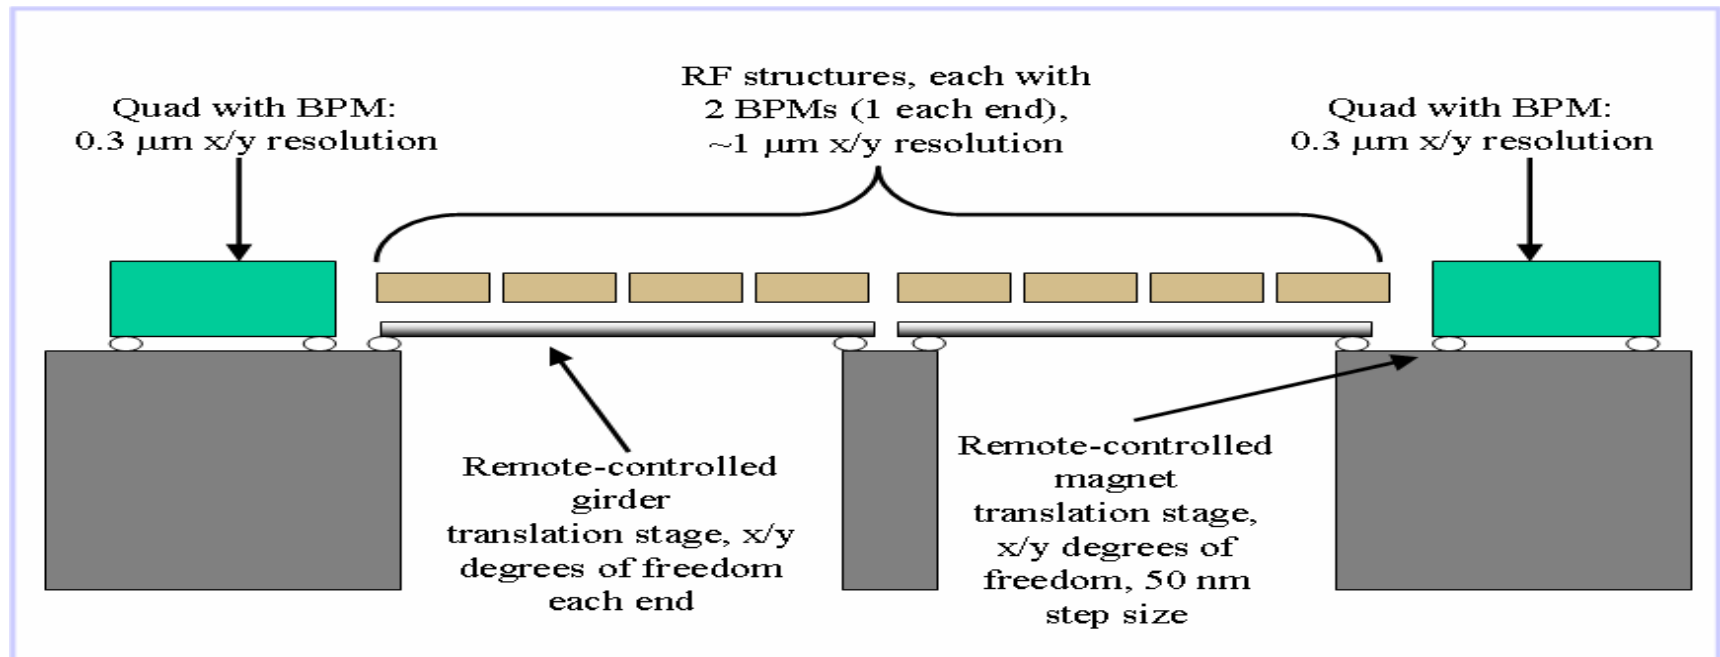 Quad with BPM:
0.3 μm x/y resolution
RF structures, each with
2 BPMs (1 each end),
~1 μm x/y resolution
Quad with BPM:
0.3 μm x/y resolution
Remote-controlled
girder
translation stage, x/y
degrees of freedom
each end
Remote-controlled
magnet
translation stage,
x/y degrees of
freedom, 50 nm
step size